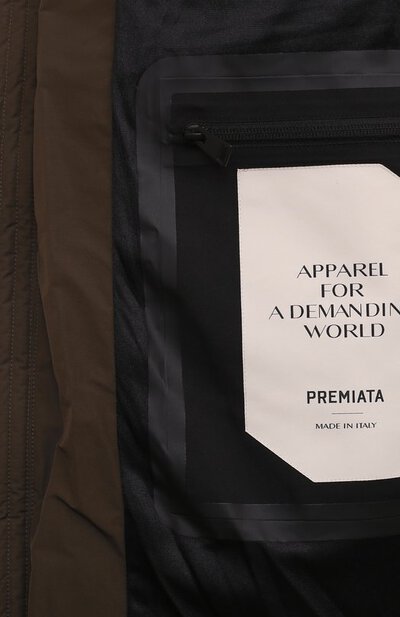 APPAREL
FOR
A DEMANDIN
WORLD
PREMIATA
MADE IN ITALY